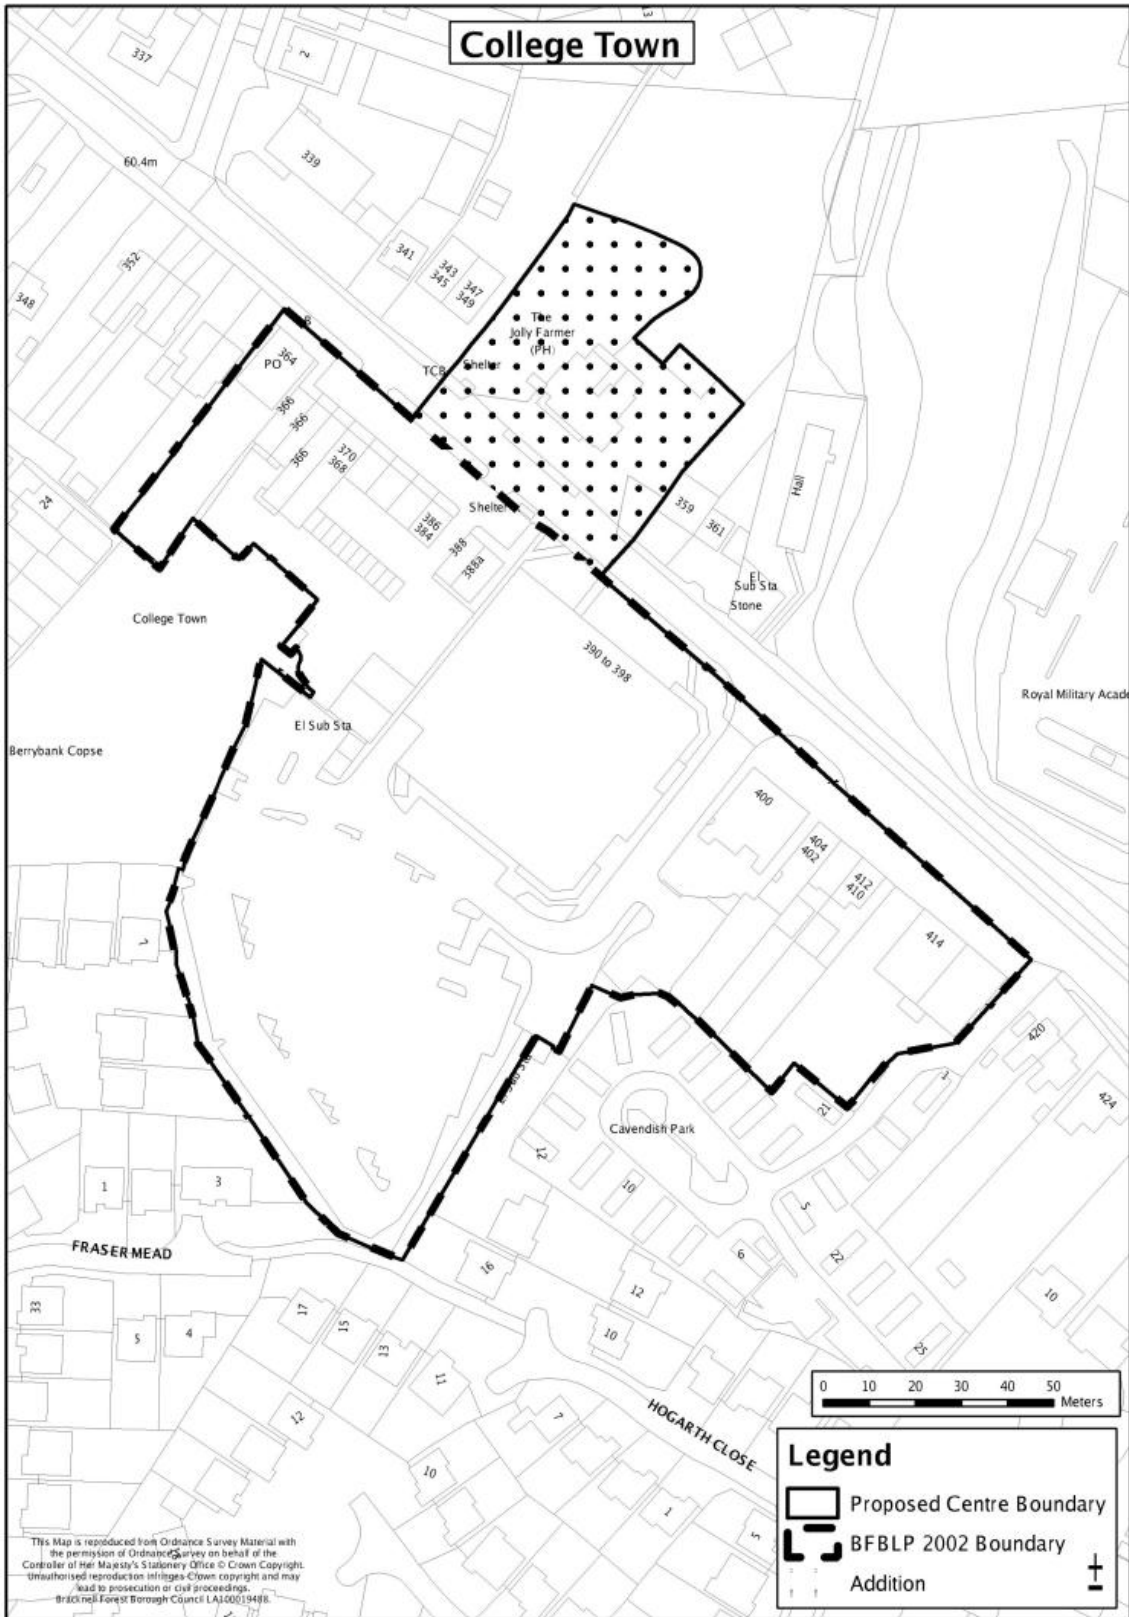 College Town
13
337
2
60.4m
339
341
343
345
347
349
352
348
The
Jolly Farmer
(PH)
TCB
Shelter
364
PO
366
366
366
370
368
24
Shelter
386
384
388
388a
359
361
Hall
El
Sub Sta
Stone
College Town
390 to 398
Royal Military Acade
El Sub Sta
Berrybank Copse
400
404
402
412
410
414
7
420
424
1
El Sub Sta
21
Cavendish Park
12
10
5
1
3
6
22
FRASER MEAD
16
12
10
33
17
15
13
11
5
4
10
25
0 10 20 30 40 50
Meters
HOGARTH CLOSE
7
12
10
1
5
Legend
Proposed Centre Boundary
BFBLP 2002 Boundary
Addition
This Map is reproduced from Ordnance Survey Material with
the permission of Ordnance Survey on behalf of the
Controller of Her Majesty's Stationery Office © Crown Copyright.
Unauthorised reproduction infringes Crown copyright and may
lead to prosecution or civil proceedings.
Bracknell Forest Borough Council LA100019488.